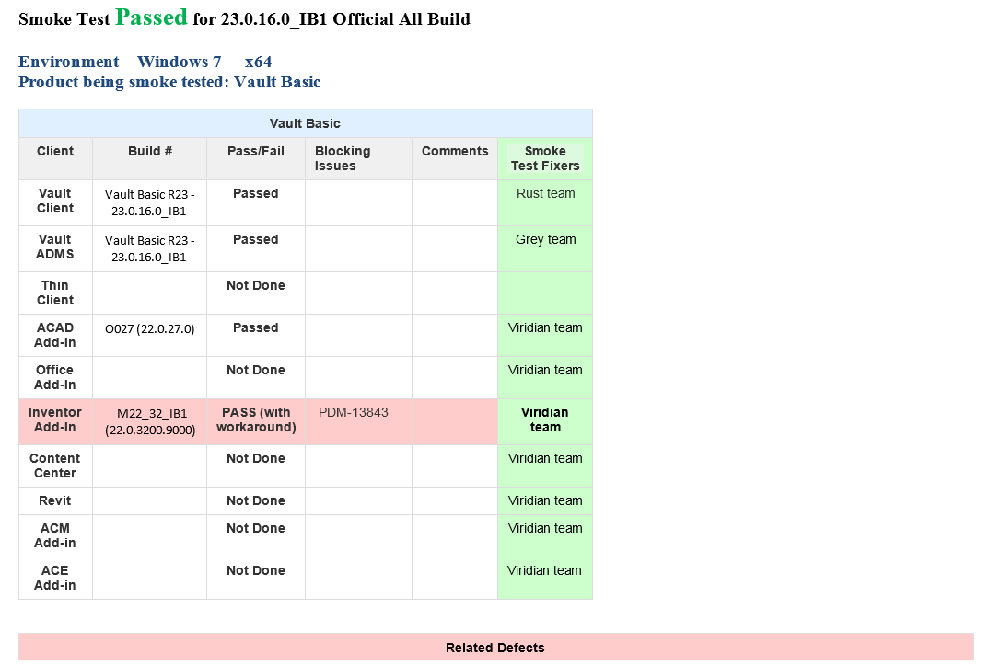 Smoke Test Passed for 23.0.16.0_IB1 Official All Build
Environment – Windows 7 – x64
Product being smoke tested: Vault Basic
Vault Basic
Client Build # Pass/Fail Blocking Issues Comments Smoke Test Fixers
Vault Client Vault Basic R23 - 23.0.16.0_IB1 Passed Rust team
Vault ADMS Vault Basic R23 - 23.0.16.0_IB1 Passed Grey team
Thin Client Not Done
ACAD Add-In O027 (22.0.27.0) Passed Viridian team
Office Add-In Not Done Viridian team
Inventor Add-In M22_32_IB1 (22.0.3200.9000) PASS (with workaround) PDM-13843 Viridian team
Content Center Not Done Viridian team
Revit Not Done Viridian team
ACM Add-in Not Done Viridian team
ACE Add-in Not Done Viridian team
Related Defects